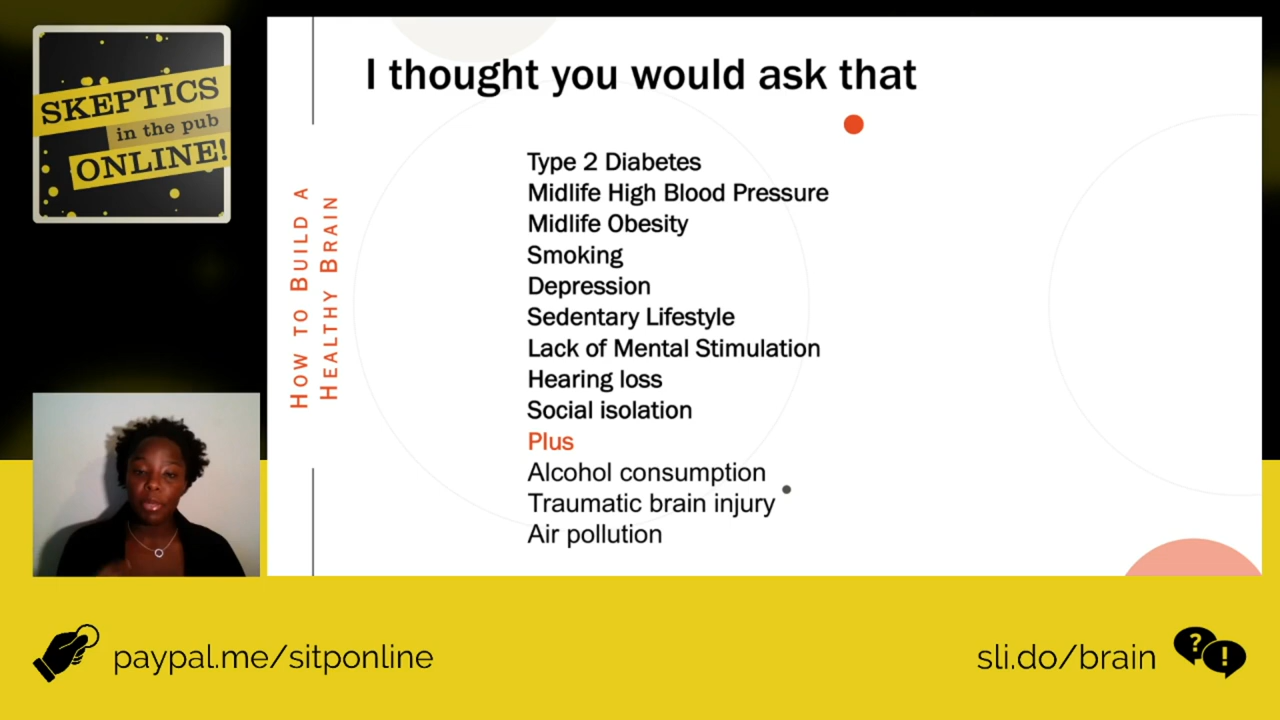 SKEPTICS
in the pub
ONLINE!
I thought you would ask that
HOW TO BUILD A
HEALTHY BRAIN
Type 2 Diabetes
Midlife High Blood Pressure
Midlife Obesity
Smoking
Depression
Sedentary Lifestyle
Lack of Mental Stimulation
Hearing loss
Social isolation
Plus
Alcohol consumption
Traumatic brain injury
Air pollution
paypal.me/sitponline
sli.do/brain
? !